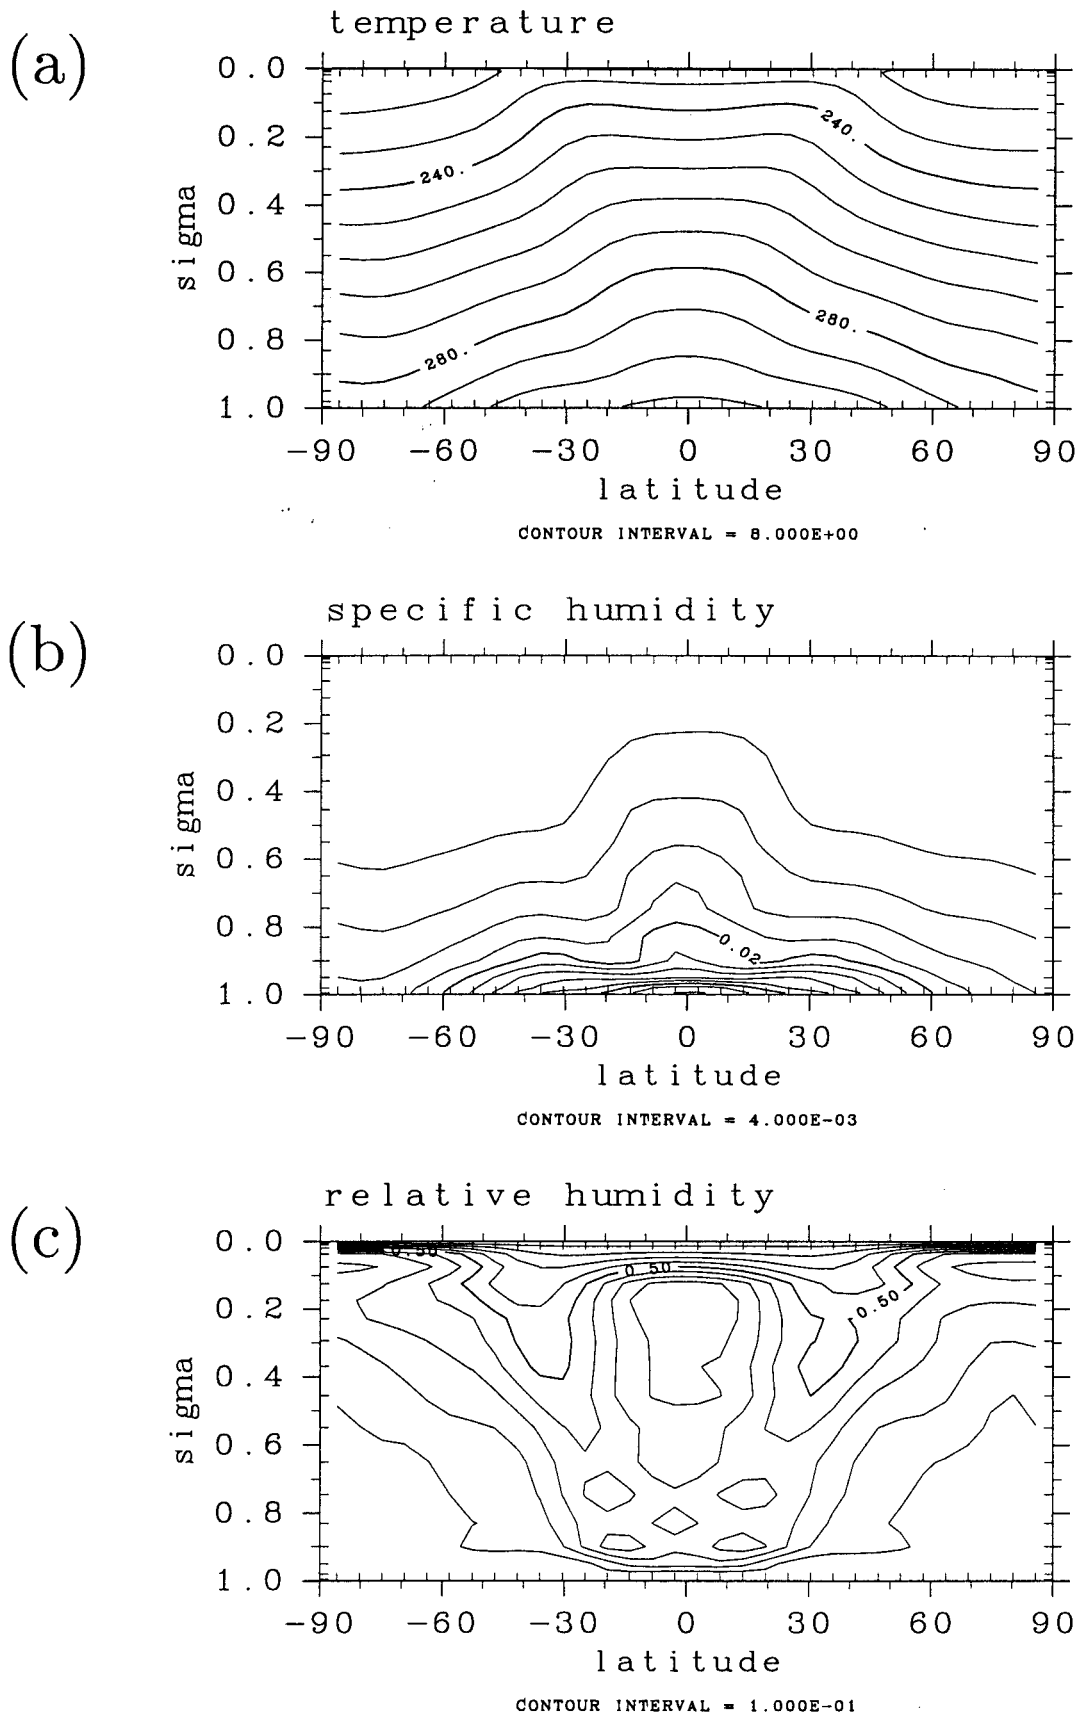 (a)
temperature
0.0
0.2
0.4
0.6
0.8
1.0
sigma
240.
240.
280.
280.
-90 -60 -30 0 30 60 90
latitude
CONTOUR INTERVAL = 8.000E+00
(b)
specific humidity
0.0
0.2
0.4
0.6
0.8
1.0
sigma
0.02
-90 -60 -30 0 30 60 90
latitude
CONTOUR INTERVAL = 4.000E-03
(c)
relative humidity
0.0
0.2
0.4
0.6
0.8
1.0
sigma
0.50
0.50
0.50
-90 -60 -30 0 30 60 90
latitude
CONTOUR INTERVAL = 1.000E-01